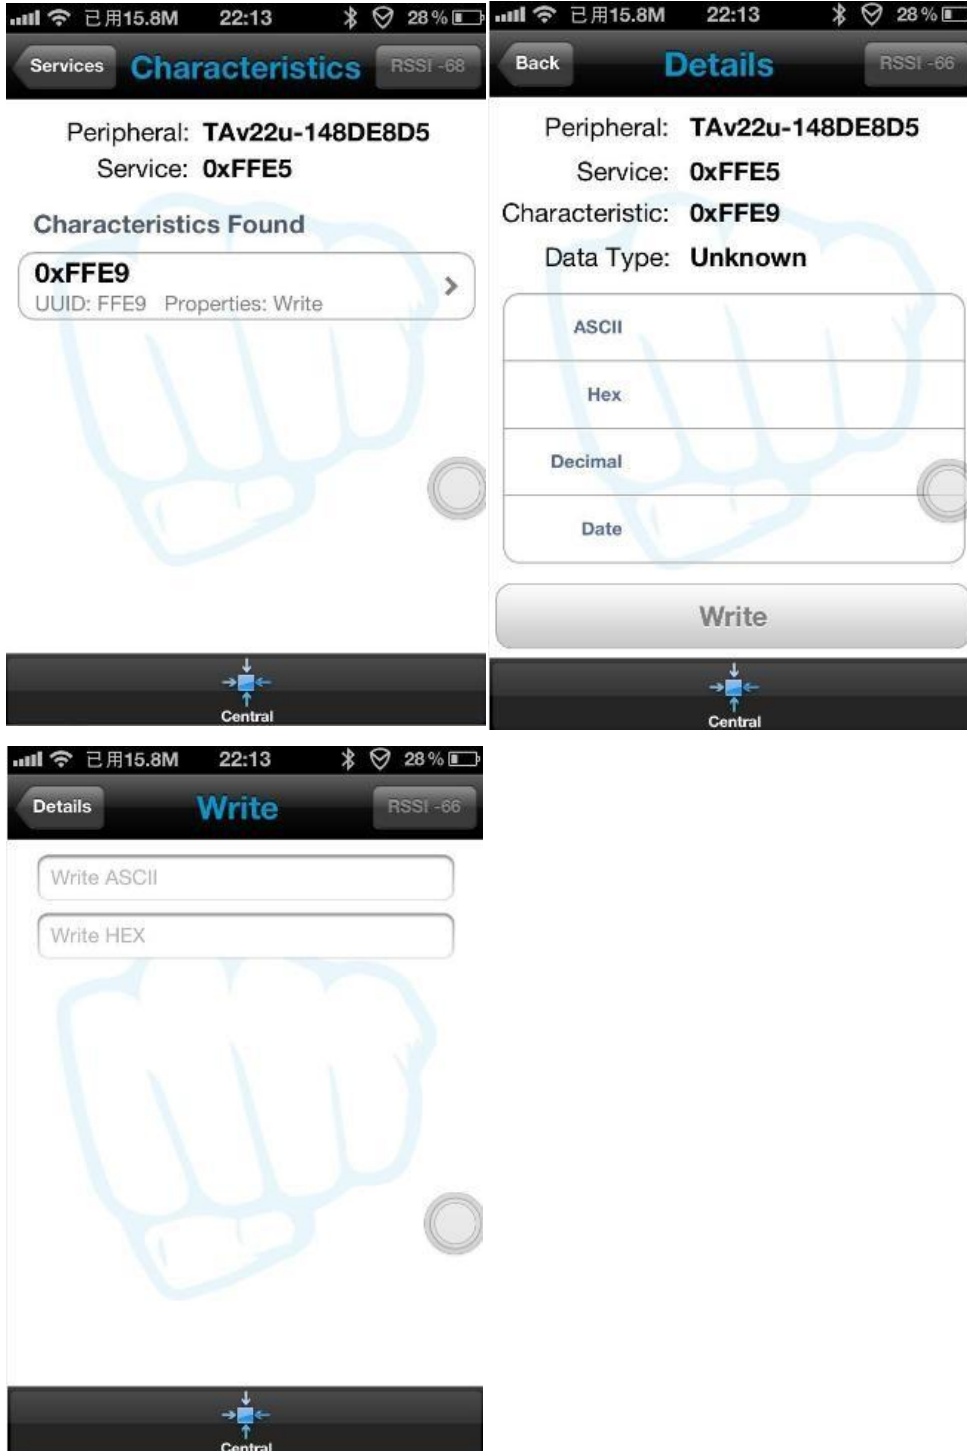 已用15.8M 22:13 28%
Services Characteristics RSSI -68
Peripheral: TAv22u-148DE8D5
Service: 0xFFE5
Characteristics Found
0xFFE9
UUID: FFE9 Properties: Write
Central
已用15.8M 22:13 28%
Back Details RSSI -66
Peripheral: TAv22u-148DE8D5
Service: 0xFFE5
Characteristic: 0xFFE9
Data Type: Unknown
ASCII
Hex
Decimal
Date
Write
Central
已用15.8M 22:13 28%
Details Write RSSI -66
Write ASCII
Write HEX
Central